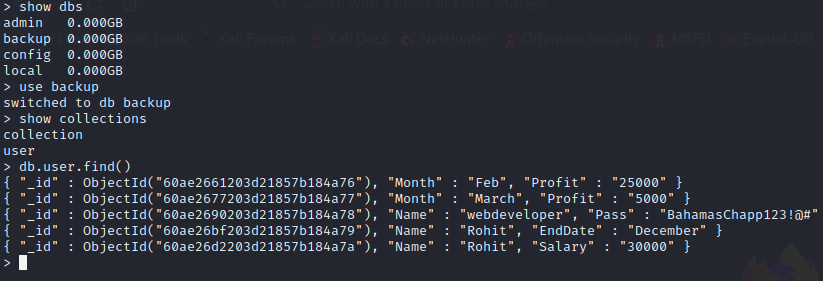 > show dbs
Search with Yandex or enter address
admin   0.000GB
backup  0.000GB
Kali Tools Kali Forums Kali Docs NetHunter Offensive Security MSFU Exploit-DB
config  0.000GB
local   0.000GB
> use backup
switched to db backup
> show collections
collection
user
> db.user.find()
{ "_id" : ObjectId("60ae2661203d21857b184a76"), "Month" : "Feb", "Profit" : "25000" }
{ "_id" : ObjectId("60ae2677203d21857b184a77"), "Month" : "March", "Profit" : "5000" }
{ "_id" : ObjectId("60ae2690203d21857b184a78"), "Name" : "webdeveloper", "Pass" : "BahamasChapp123!@#"
{ "_id" : ObjectId("60ae26bf203d21857b184a79"), "Name" : "Rohit", "EndDate" : "December" }
{ "_id" : ObjectId("60ae26d2203d21857b184a7a"), "Name" : "Rohit", "Salary" : "30000" }
>